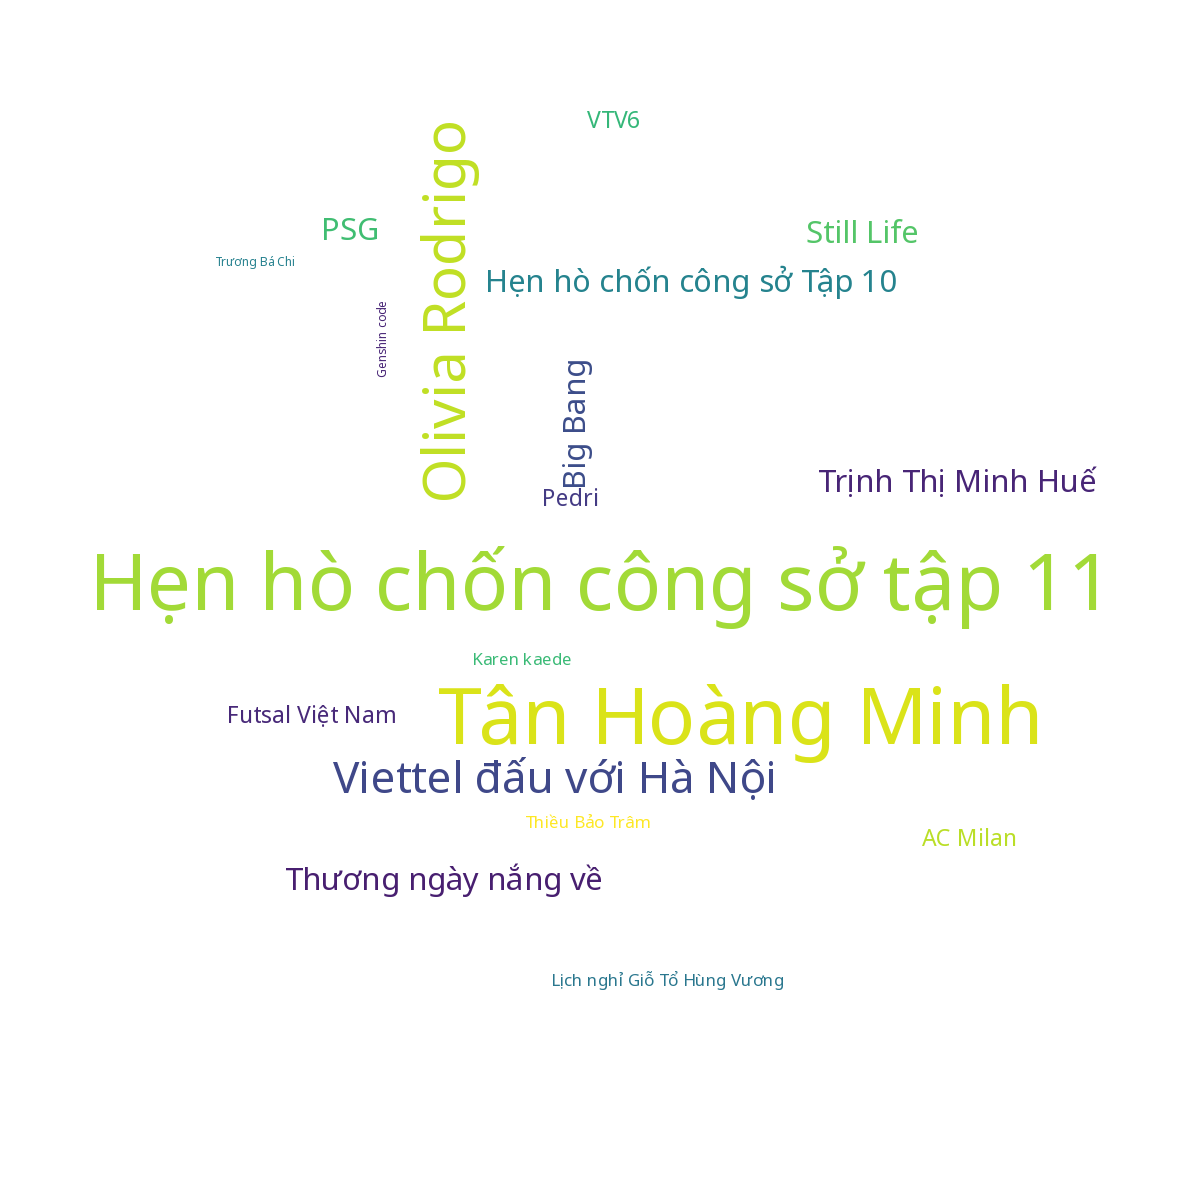 VTV6
Olivia Rodrigo
PSG
Still Life
Trương Bá Chi
Hẹn hò chốn công sở Tập 10
Genshin code
Big Bang
Trịnh Thị Minh Huế
Pedri
Hẹn hò chốn công sở tập 11
Karen kaede
Tân Hoàng Minh
Futsal Việt Nam
Viettel đấu với Hà Nội
Thiều Bảo Trâm
AC Milan
Thương ngày nắng về
Lịch nghỉ Giỗ Tổ Hùng Vương